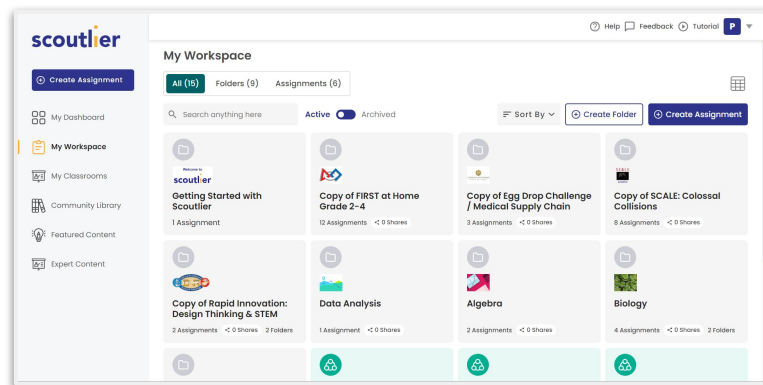 scoutlier
Help Feedback Tutorial P
My Workspace
Create Assignment
All (15) Folders (9) Assignments (6)
Search anything here Active Archived Sort By Create Folder Create Assignment
My Dashboard
My Workspace
My Classrooms
Community Library
Featured Content
Expert Content
Welcome to
scoutlier
Getting Started with
Scoutlier
1 Assignment
Copy of FIRST at Home
Grade 2-4
12 Assignments 0 Shares
Copy of Egg Drop Challenge
/ Medical Supply Chain
3 Assignments 0 Shares
SCALE
Copy of SCALE: Colossal
Collisions
8 Assignments 0 Shares
Copy of Rapid Innovation:
Design Thinking & STEM
2 Assignments 0 Shares 2 Folders
Data Analysis
1 Assignment 0 Shares
Algebra
2 Assignments 0 Shares
Biology
4 Assignments 0 Shares 2 Folders